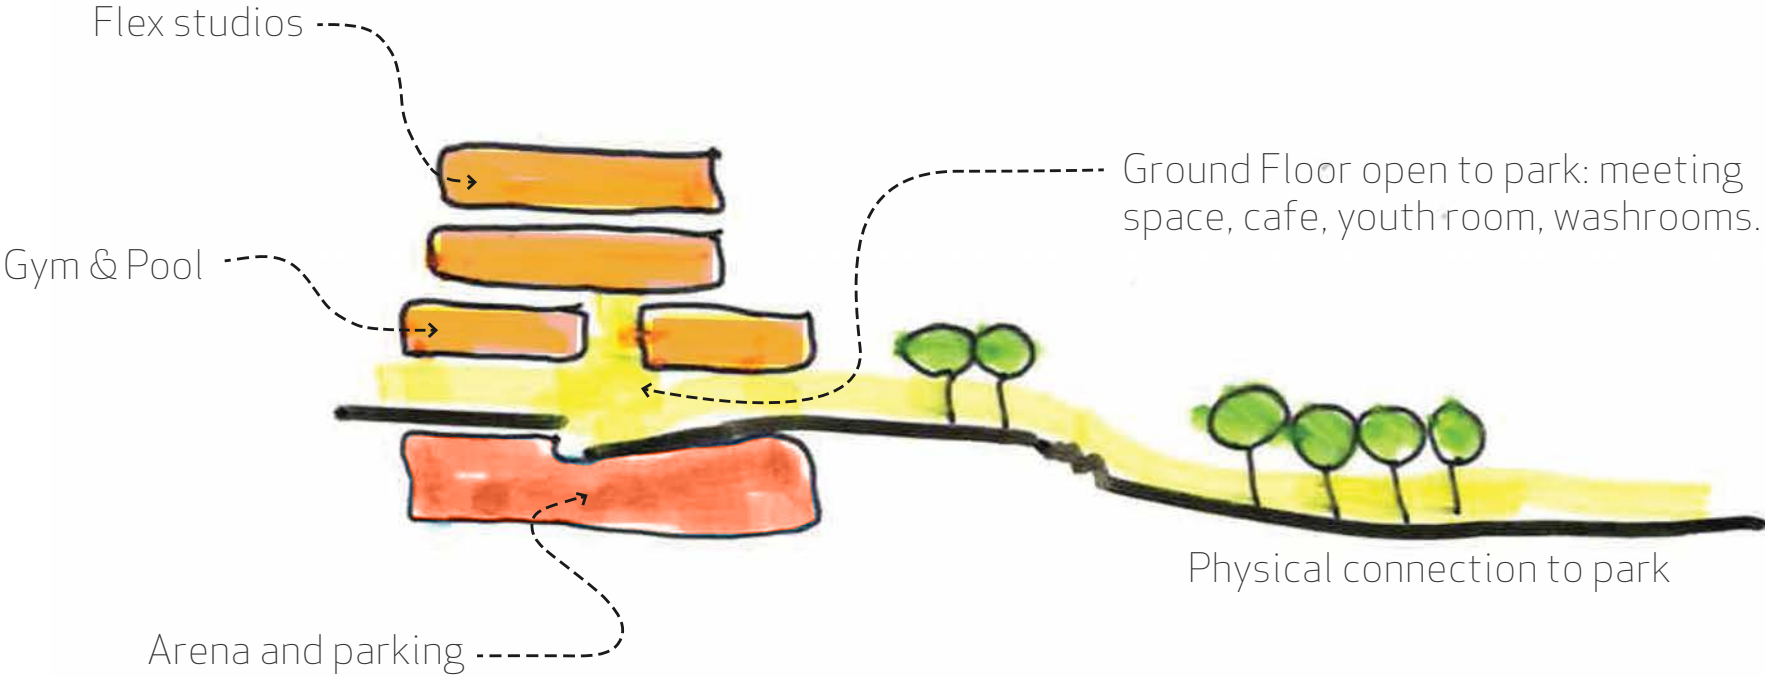 Flex studios
Ground Floor open to park: meeting
space, cafe, youth room, washrooms.
Gym & Pool
Physical connection to park
Arena and parking